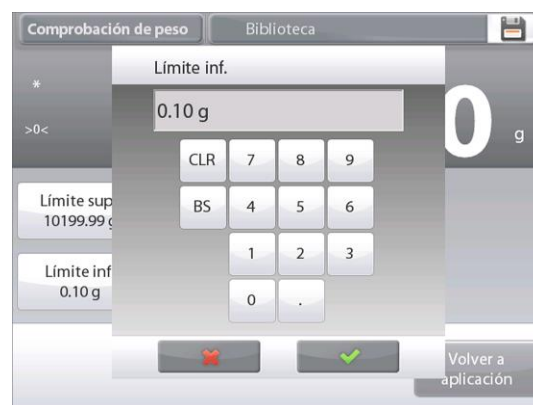 Comprobación de peso
Biblioteca
Límite inf.
*
0.10 g
>0<
0
g
CLR 7 8 9
Límite sup
10199.99 g
BS 4 5 6
1 2 3
Límite inf
0.10 g
0 .
Volver a
aplicación